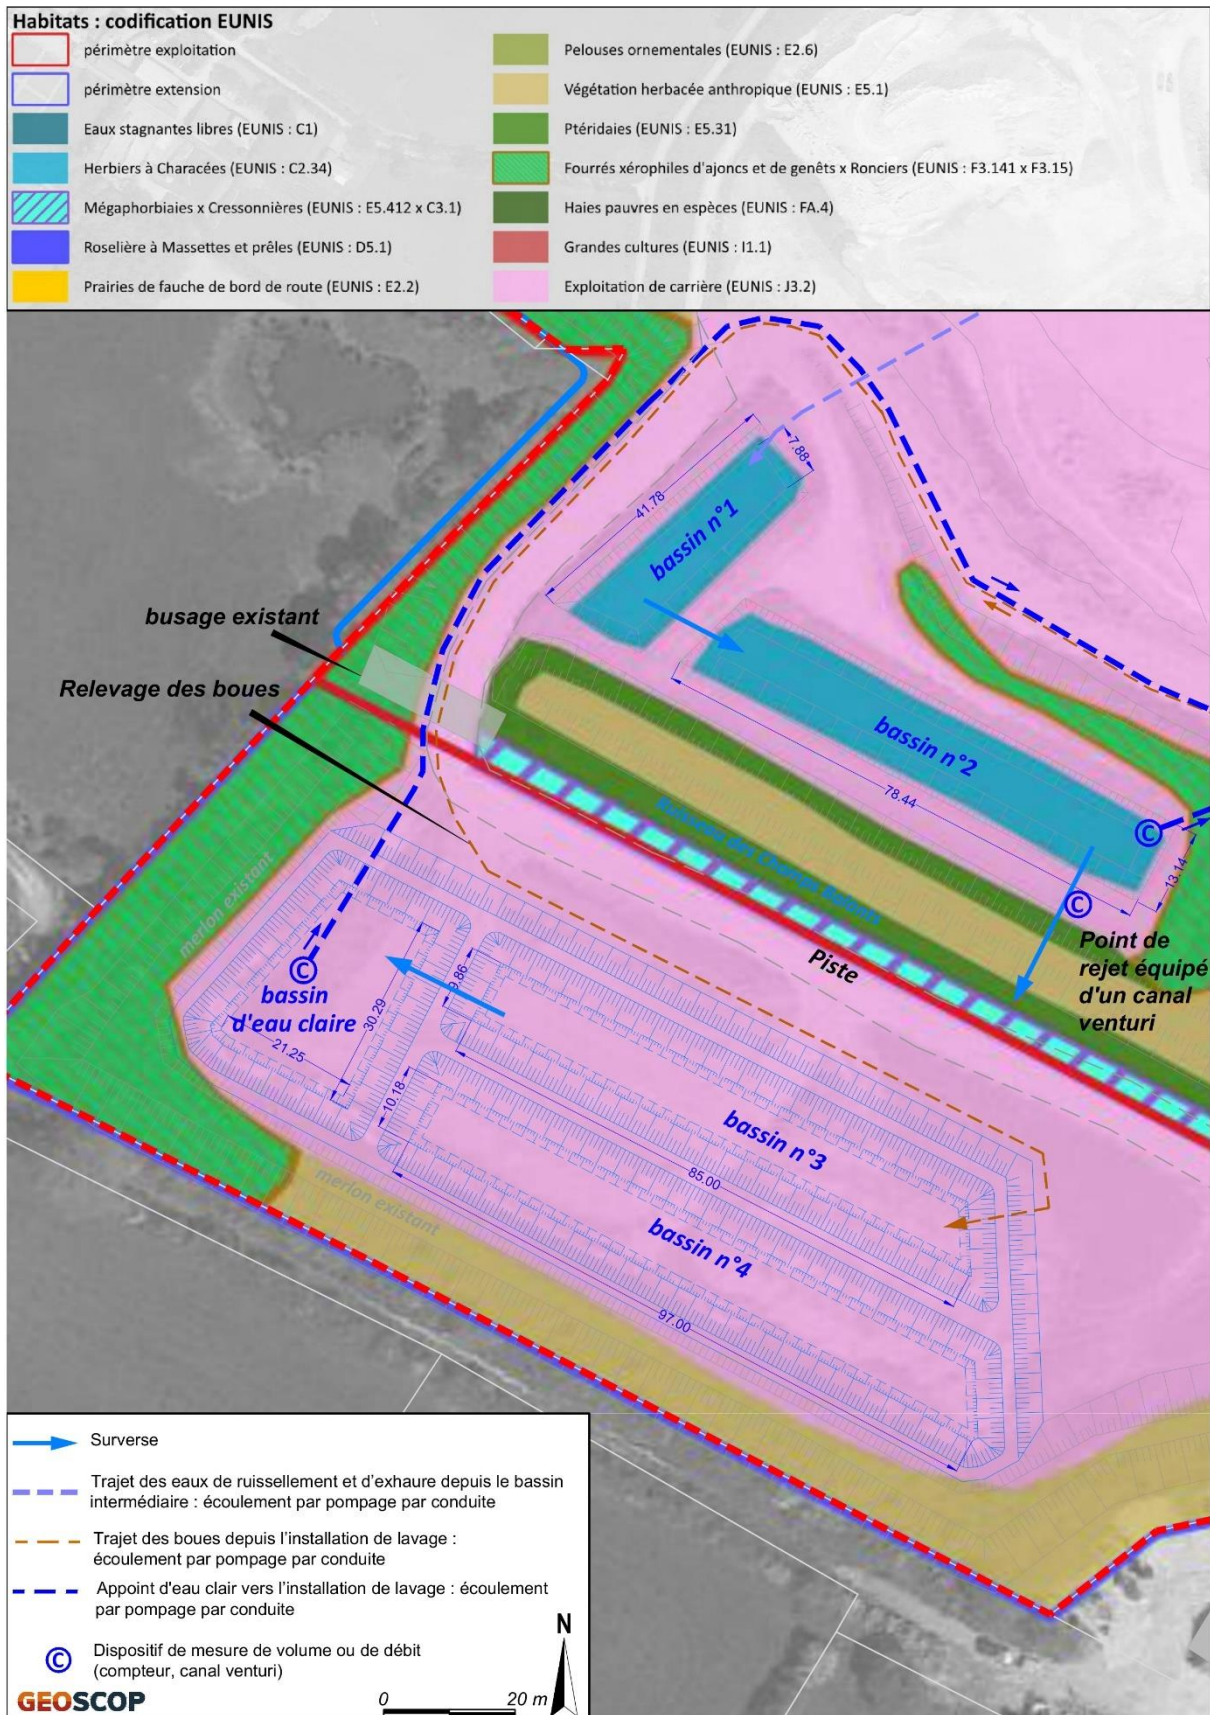 Habitats : codification EUNIS
périmètre exploitation
périmètre extension
Eaux stagnantes libres (EUNIS : C1)
Herbiers à Characées (EUNIS : C2.34)
Mégaphorbiaies x Cressonnières (EUNIS : E5.412 x C3.1)
Roselière à Massettes et prêles (EUNIS : D5.1)
Prairies de fauche de bord de route (EUNIS : E2.2)
Pelouses ornementales (EUNIS : E2.6)
Végétation herbacée anthropique (EUNIS : E5.1)
Ptéridaies (EUNIS : E5.31)
Fourrés xérophiles d'ajoncs et de genêts x Ronciers (EUNIS : F3.141 x F3.15)
Haies pauvres en espèces (EUNIS : FA.4)
Grandes cultures (EUNIS : I1.1)
Exploitation de carrière (EUNIS : J3.2)
7.88
41.78
bassin n°1
busage existant
Relevage des boues
bassin n°2
78.44
13.14
©
©
Ruisseau des Champs
Point de
rejet équipé
d'un canal
venturi
Piste
merlon existant
©
bassin
d'eau claire
9.86
30.29
21.25
10.18
bassin n°3
85.00
bassin n°4
97.00
merlon existant
Surverse
Trajet des eaux de ruissellement et d'exhaure depuis le bassin
intermédiaire : écoulement par pompage par conduite
Trajet des boues depuis l'installation de lavage :
écoulement par pompage par conduite
Appoint d'eau clair vers l'installation de lavage : écoulement
par pompage par conduite
© Dispositif de mesure de volume ou de débit
(compteur, canal venturi)
N
GEOSCOP
0 20 m